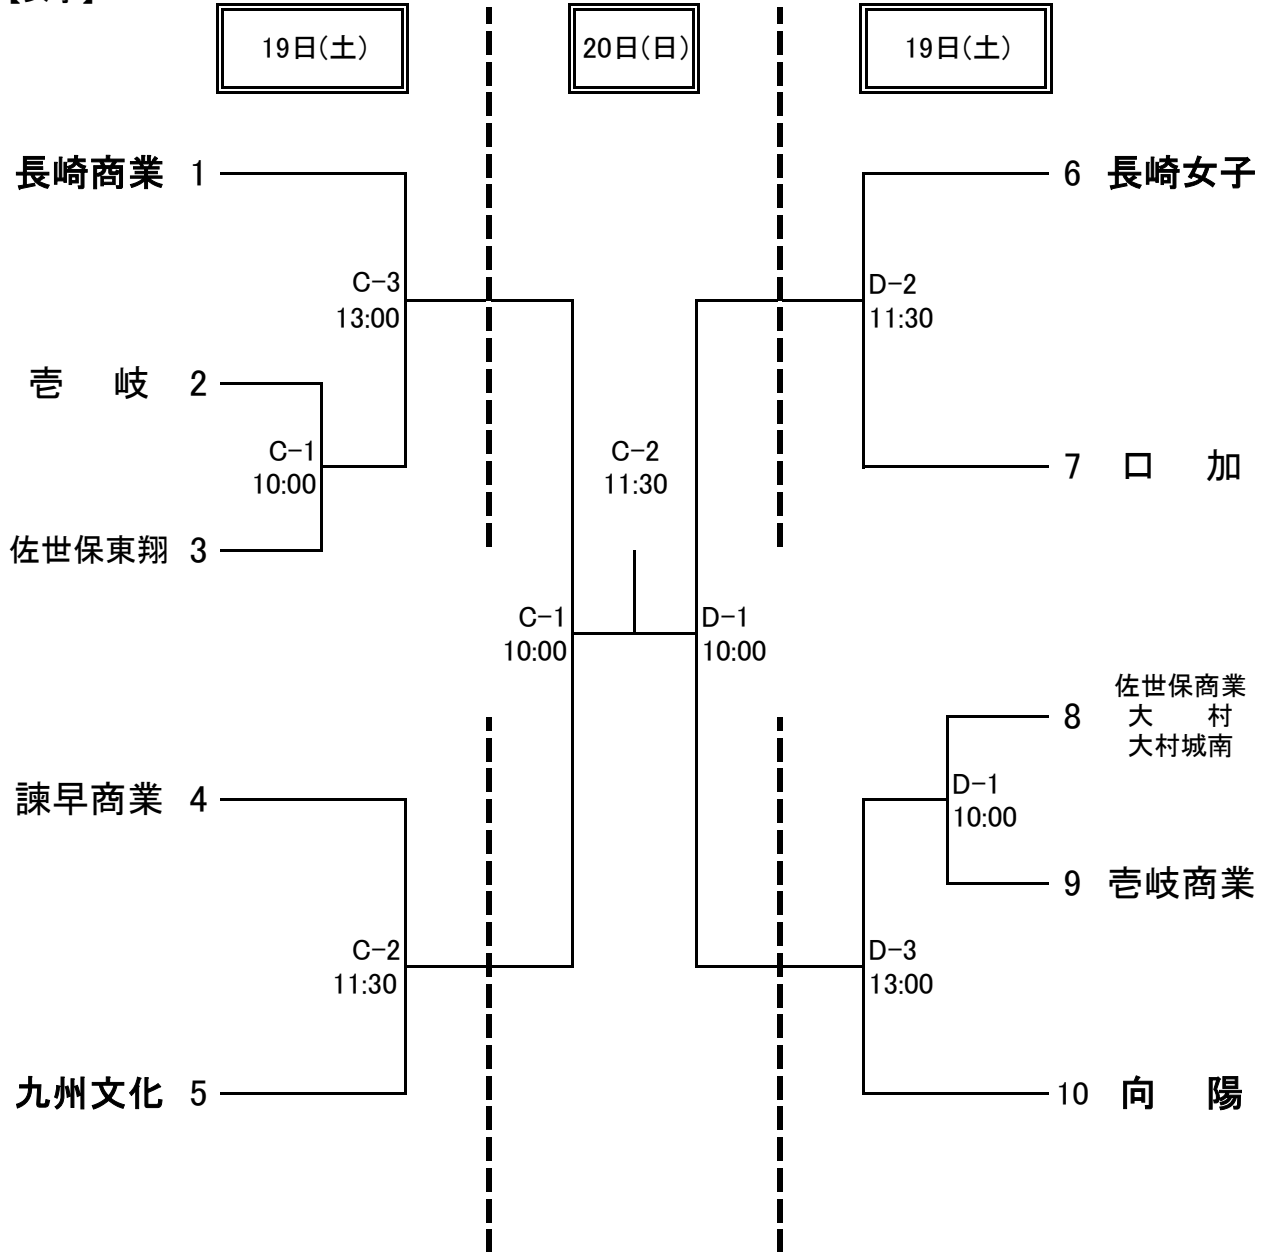 19日(土)
20日(日)
19日(土)
長崎商業 1
6 長崎女子
C-3
13:00
D-2
11:30
壱 岐 2
C-1
10:00
C-2
11:30
7 口 加
佐世保東翔 3
C-1
10:00
D-1
10:00
8
佐世保商業
大 村
大村城南
諫早商業 4
D-1
10:00
9 壱岐商業
C-2
11:30
D-3
13:00
九州文化 5
10 向 陽